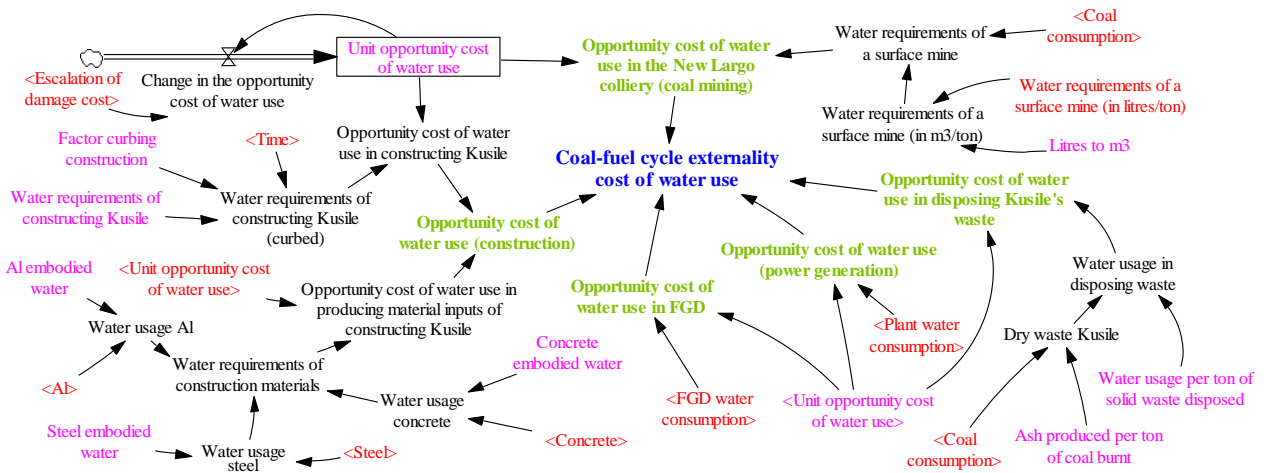 Unit opportunity cost
of water use
<Escalation of
damage cost>
Change in the opportunity
cost of water use
Opportunity cost of water
use in the New Largo
colliery (coal mining)
Water requirements of
a surface mine
<Coal
consumption>
Water requirements of a
surface mine (in litres/ton)
Water requirements of a
surface mine (in m3/ton)
Litres to m3
Factor curbing
construction
<Time>
Opportunity cost of water
use in constructing Kusile
Coal-fuel cycle externality
cost of water use
Water requirements of
constructing Kusile
Water requirements of
constructing Kusile
(curbed)
Opportunity cost of
water use (construction)
Opportunity cost of water
use in disposing Kusile's
waste
Opportunity cost of water use
(power generation)
Al embodied
water
<Unit opportunity cost
of water use>
Opportunity cost of water use in
producing material inputs of
constructing Kusile
Opportunity cost of
water use in FGD
Water usage in
disposing waste
Water usage Al
<Al>
Water requirements of
construction materials
Concrete
embodied water
<Plant water
consumption>
Dry waste Kusile
Water usage
concrete
<FGD water
consumption>
<Unit opportunity cost
of water use>
Water usage per ton of
solid waste disposed
Steel embodied
water
Water usage
steel
<Steel>
<Concrete>
<Coal
consumption>
Ash produced per ton
of coal burnt